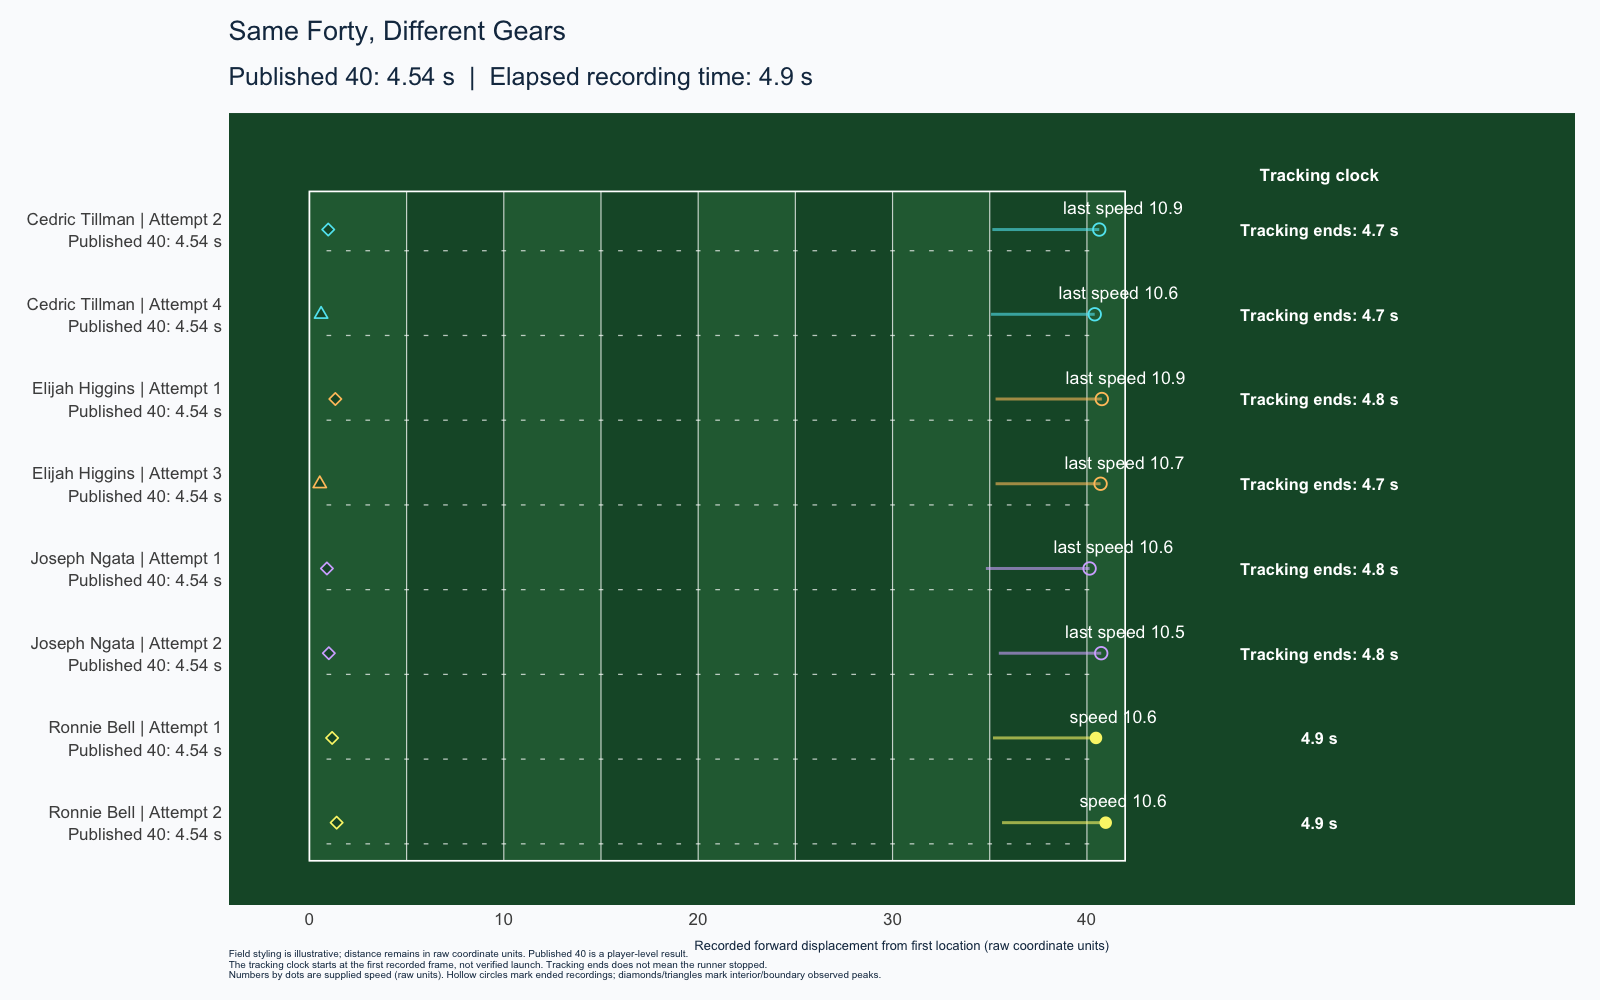 Same Forty, Different Gears
Published 40: 4.54 s | Elapsed recording time: 4.9 s
Tracking clock
Cedric Tillman | Attempt 2
Published 40: 4.54 s
last speed 10.9
Tracking ends: 4.7 s
Cedric Tillman | Attempt 4
Published 40: 4.54 s
last speed 10.6
Tracking ends: 4.7 s
Elijah Higgins | Attempt 1
Published 40: 4.54 s
last speed 10.9
Tracking ends: 4.8 s
Elijah Higgins | Attempt 3
Published 40: 4.54 s
last speed 10.7
Tracking ends: 4.7 s
Joseph Ngata | Attempt 1
Published 40: 4.54 s
last speed 10.6
Tracking ends: 4.8 s
Joseph Ngata | Attempt 2
Published 40: 4.54 s
last speed 10.5
Tracking ends: 4.8 s
Ronnie Bell | Attempt 1
Published 40: 4.54 s
speed 10.6
4.9 s
Ronnie Bell | Attempt 2
Published 40: 4.54 s
speed 10.6
4.9 s
0 10 20 30 40
Recorded forward displacement from first location (raw coordinate units)
Field styling is illustrative; distance remains in raw coordinate units. Published 40 is a player-level result.
The tracking clock starts at the first recorded frame, not verified launch. Tracking ends does not mean the runner stopped.
Numbers by dots are supplied speed (raw units). Hollow circles mark ended recordings; diamonds/triangles mark interior/boundary observed peaks.